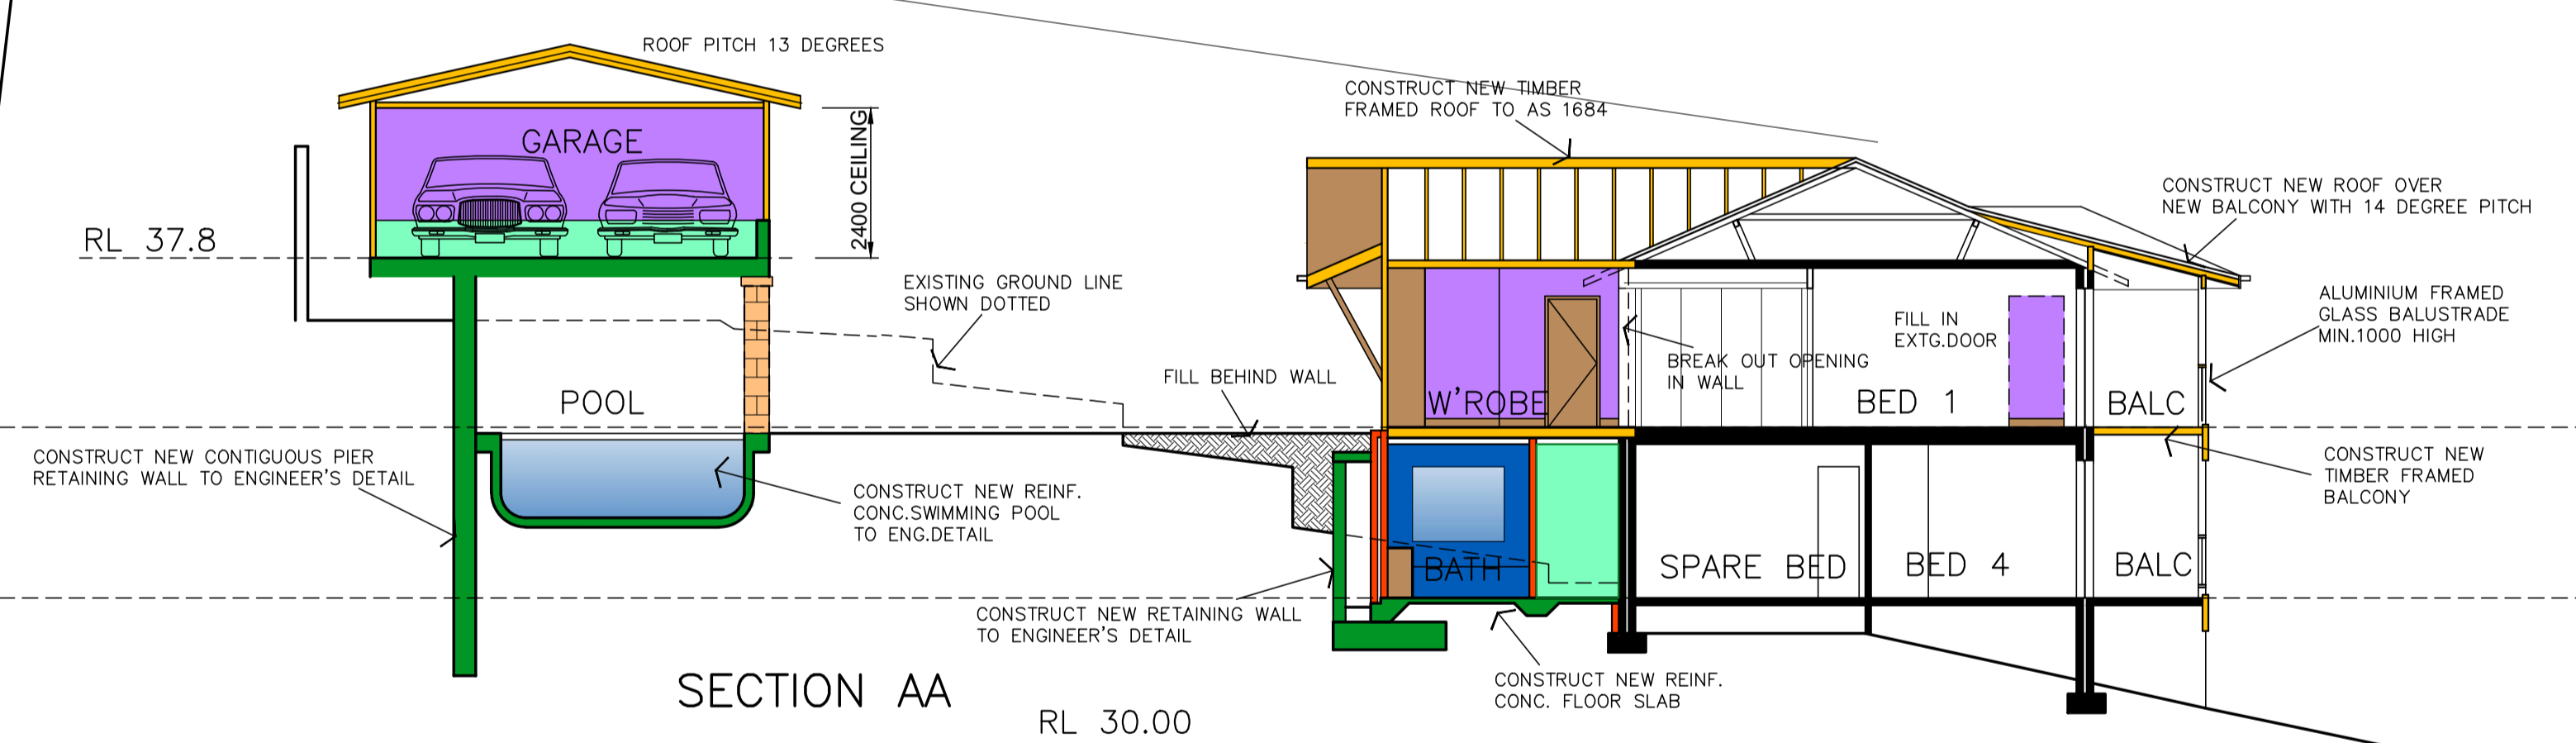 ROOF PITCH 13 DEGREES
GARAGE
2400 CEILING
RL 37.8
EXISTING GROUND LINE
SHOWN DOTTED
POOL
FILL BEHIND WALL
CONSTRUCT NEW CONTIGUOUS PIER
RETAINING WALL TO ENGINEER'S DETAIL
CONSTRUCT NEW REINF.
CONC.SWIMMING POOL
TO ENG.DETAIL
CONSTRUCT NEW RETAINING WALL
TO ENGINEER'S DETAIL
SECTION AA
RL 30.00
CONSTRUCT NEW TIMBER
FRAMED ROOF TO AS 1684
CONSTRUCT NEW ROOF OVER
NEW BALCONY WITH 14 DEGREE PITCH
ALUMINIUM FRAMED
GLASS BALUSTRADE
MIN.1000 HIGH
FILL IN
EXTG.DOOR
BREAK OUT OPENING
IN WALL
W'ROBE
BED 1
BALC
CONSTRUCT NEW
TIMBER FRAMED
BALCONY
BATH
SPARE BED
BED 4
BALC
CONSTRUCT NEW REINF.
CONC. FLOOR SLAB